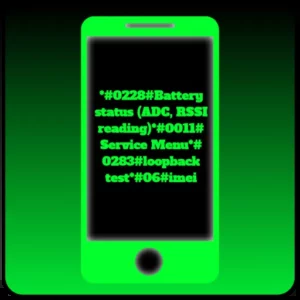 *#0228#Battery
status (ADC, RSSI
reading)*#0011#
Service Menu*#
0283#loopback
test*#06#imei